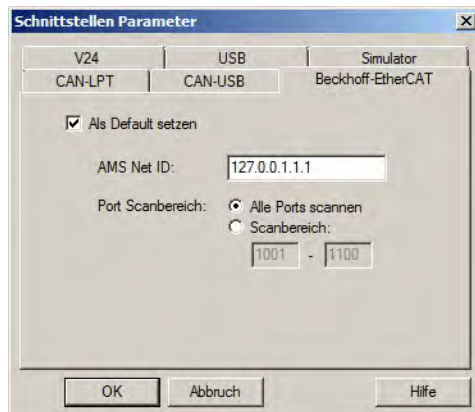 Schnittstellen Parameter
V24 USB Simulator
CAN-LPT CAN-USB Beckhoff-EtherCAT
Als Default setzen
AMS Net ID: 127.0.0.1.1.1
Port Scanbereich: Alle Ports scannen
Scanbereich:
1001 - 1100
OK Abbruch Hilfe